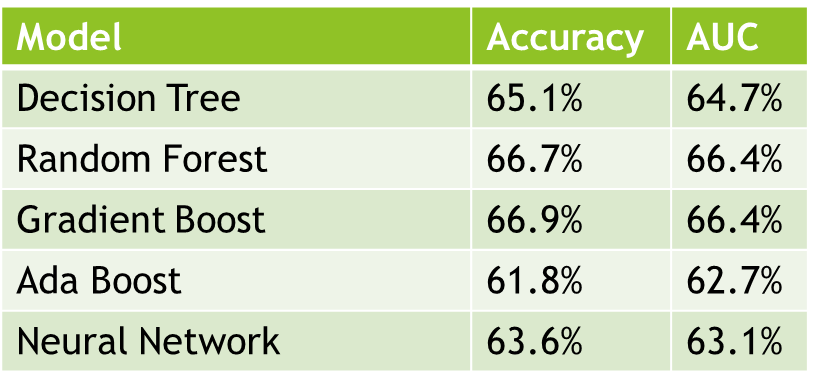 Model Accuracy AUC
Decision Tree 65.1% 64.7%
Random Forest 66.7% 66.4%
Gradient Boost 66.9% 66.4%
Ada Boost 61.8% 62.7%
Neural Network 63.6% 63.1%